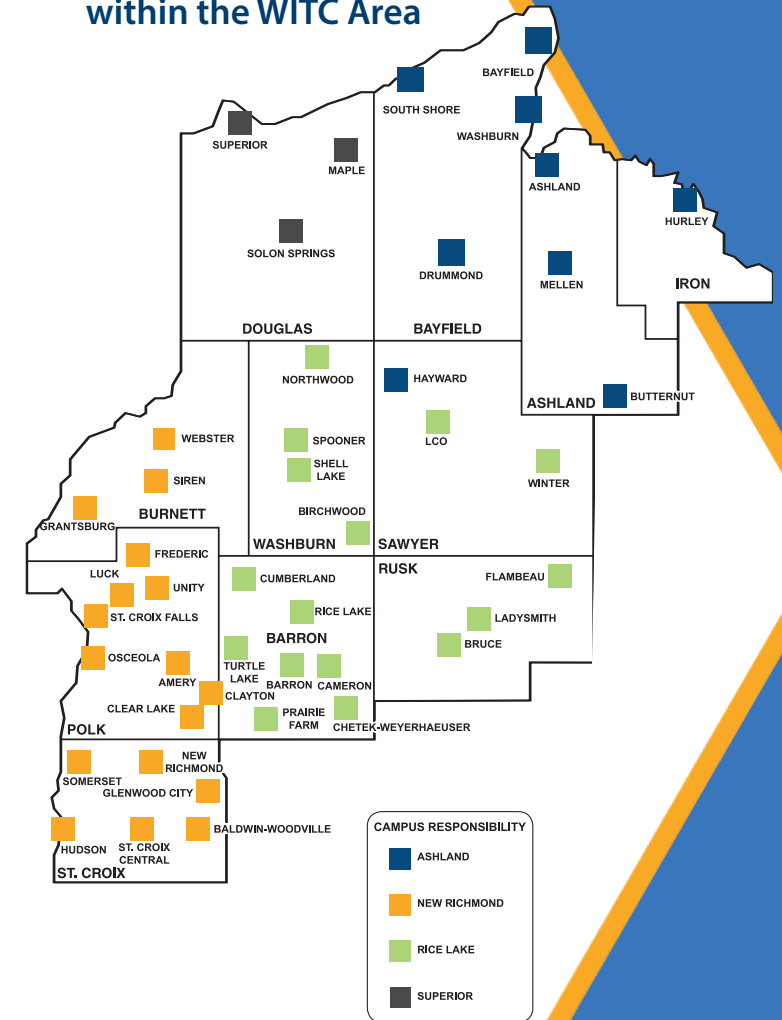 within the WITC Area
BAYFIELD
SOUTH SHORE
WASHBURN
SUPERIOR
MAPLE
ASHLAND
HURLEY
SOLON SPRINGS
DRUMMOND
MELLEN
IRON
DOUGLAS
BAYFIELD
NORTHWOOD
HAYWARD
BUTTERNUT
ASHLAND
WEBSTER
SPOONER
LCO
SHELL
LAKE
SIREN
WINTER
BIRCHWOOD
GRANTSBURG
BURNETT
WASHBURN
SAWYER
FREDERIC
RUSK
LUCK
UNITY
CUMBERLAND
FLAMBEAU
ST. CROIX FALLS
RICE LAKE
LADYSMITH
BARRON
BRUCE
OSCEOLA
TURTLE
LAKE
AMERY
BARRON
CAMERON
CLAYTON
CLEAR LAKE
PRAIRIE
FARM
CHETEK-WEYERHAEUSER
POLK
NEW
RICHMOND
SOMERSET
GLENWOOD CITY
BALDWIN-WOODVILLE
HUDSON
ST. CROIX
CENTRAL
ST. CROIX
CAMPUS RESPONSIBILITY
ASHLAND
NEW RICHMOND
RICE LAKE
SUPERIOR